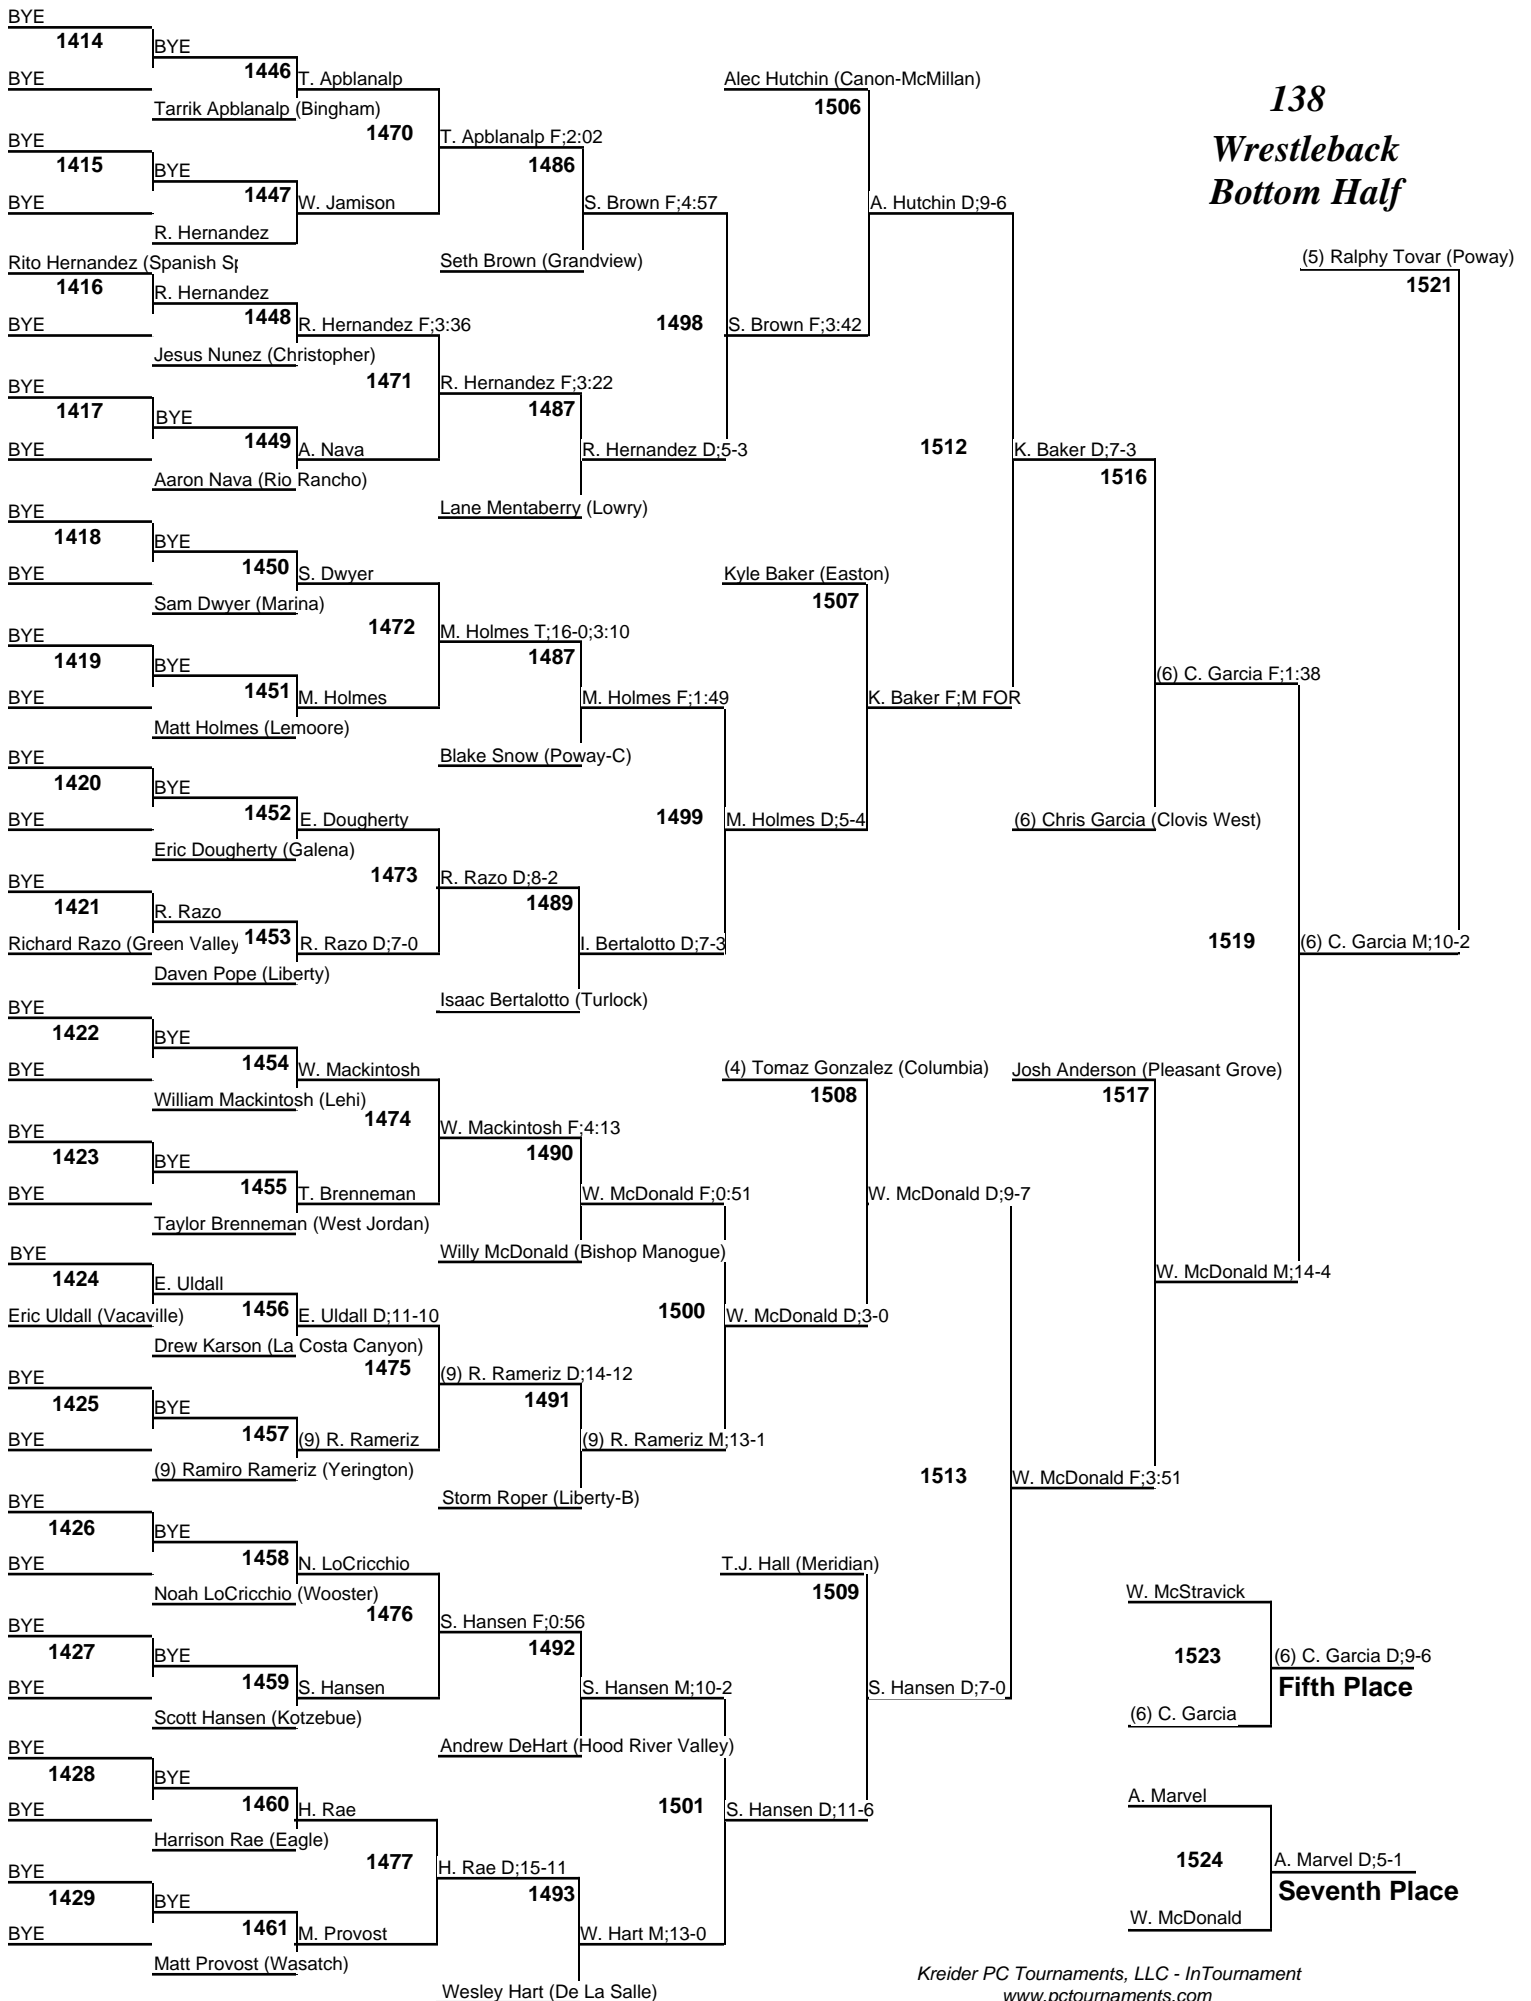 BYE
1414
BYE
BYE
1446
T. Apblanalp
Alec Hutchin (Canon-McMillan)
138
Tarrik Apblanalp (Bingham)
1506
1470
Wrestleback
BYE
T. Apblanalp F;2:02
1415
BYE
1486
Bottom Half
1447
BYE
W. Jamison
S. Brown F;4:57
A. Hutchin D;9-6
R. Hernandez
Rito Hernandez (Spanish Sp
Seth Brown (Grandview)
(5) Ralphy Tovar (Poway)
1416
R. Hernandez
1521
1448
BYE
R. Hernandez F;3:36
1498
S. Brown F;3:42
Jesus Nunez (Christopher)
1471
BYE
R. Hernandez F;3:22
1417
BYE
1487
1449
BYE
A. Nava
R. Hernandez D;5-3
1512
K. Baker D;7-3
Aaron Nava (Rio Rancho)
1516
Lane Mentaberry (Lowry)
BYE
1418
BYE
1450
BYE
S. Dwyer
Kyle Baker (Easton)
Sam Dwyer (Marina)
1507
1472
BYE
M. Holmes T;16-0;3:10
1419
BYE
1487
(6) C. Garcia F;1:38
1451
BYE
M. Holmes
M. Holmes F;1:49
K. Baker F;M FOR
Matt Holmes (Lemoore)
BYE
Blake Snow (Poway-C)
1420
BYE
1452
BYE
E. Dougherty
1499
M. Holmes D;5-4
(6) Chris Garcia (Clovis West)
Eric Dougherty (Galena)
1473
BYE
R. Razo D;8-2
1421
R. Razo
1489
Richard Razo (Green Valley
1453
R. Razo D;7-0
I. Bertalotto D;7-3
1519
(6) C. Garcia M;10-2
Daven Pope (Liberty)
BYE
Isaac Bertalotto (Turlock)
1422
BYE
1454
BYE
W. Mackintosh
(4) Tomaz Gonzalez (Columbia)
Josh Anderson (Pleasant Grove)
William Mackintosh (Lehi)
1508
1517
1474
BYE
W. Mackintosh F;4:13
1423
BYE
1490
1455
BYE
T. Brenneman
W. McDonald F;0:51
W. McDonald D;9-7
Taylor Brenneman (West Jordan)
BYE
Willy McDonald (Bishop Manogue)
1424
E. Uldall
W. McDonald M;14-4
1456
Eric Uldall (Vacaville)
E. Uldall D;11-10
1500
W. McDonald D;3-0
Drew Karson (La Costa Canyon)
1475
BYE
(9) R. Rameriz D;14-12
1425
BYE
1491
1457
BYE
(9) R. Rameriz
(9) R. Rameriz M;13-1
(9) Ramiro Rameriz (Yerington)
1513
W. McDonald F;3:51
BYE
Storm Roper (Liberty-B)
1426
BYE
1458
BYE
N. LoCricchio
T.J. Hall (Meridian)
Noah LoCricchio (Wooster)
1509
W. McStravick
1476
BYE
S. Hansen F;0:56
1427
BYE
1492
1523
(6) C. Garcia D;9-6
1459
BYE
S. Hansen
S. Hansen M;10-2
S. Hansen D;7-0
Fifth Place
Scott Hansen (Kotzebue)
(6) C. Garcia
BYE
Andrew DeHart (Hood River Valley)
1428
BYE
A. Marvel
1460
BYE
H. Rae
1501
S. Hansen D;11-6
Harrison Rae (Eagle)
1477
BYE
H. Rae D;15-11
1524
A. Marvel D;5-1
1429
BYE
1493
Seventh Place
1461
BYE
M. Provost
W. Hart M;13-0
W. McDonald
Matt Provost (Wasatch)
Wesley Hart (De La Salle)
Kreider PC Tournaments, LLC - InTournament
www.pctournaments.com